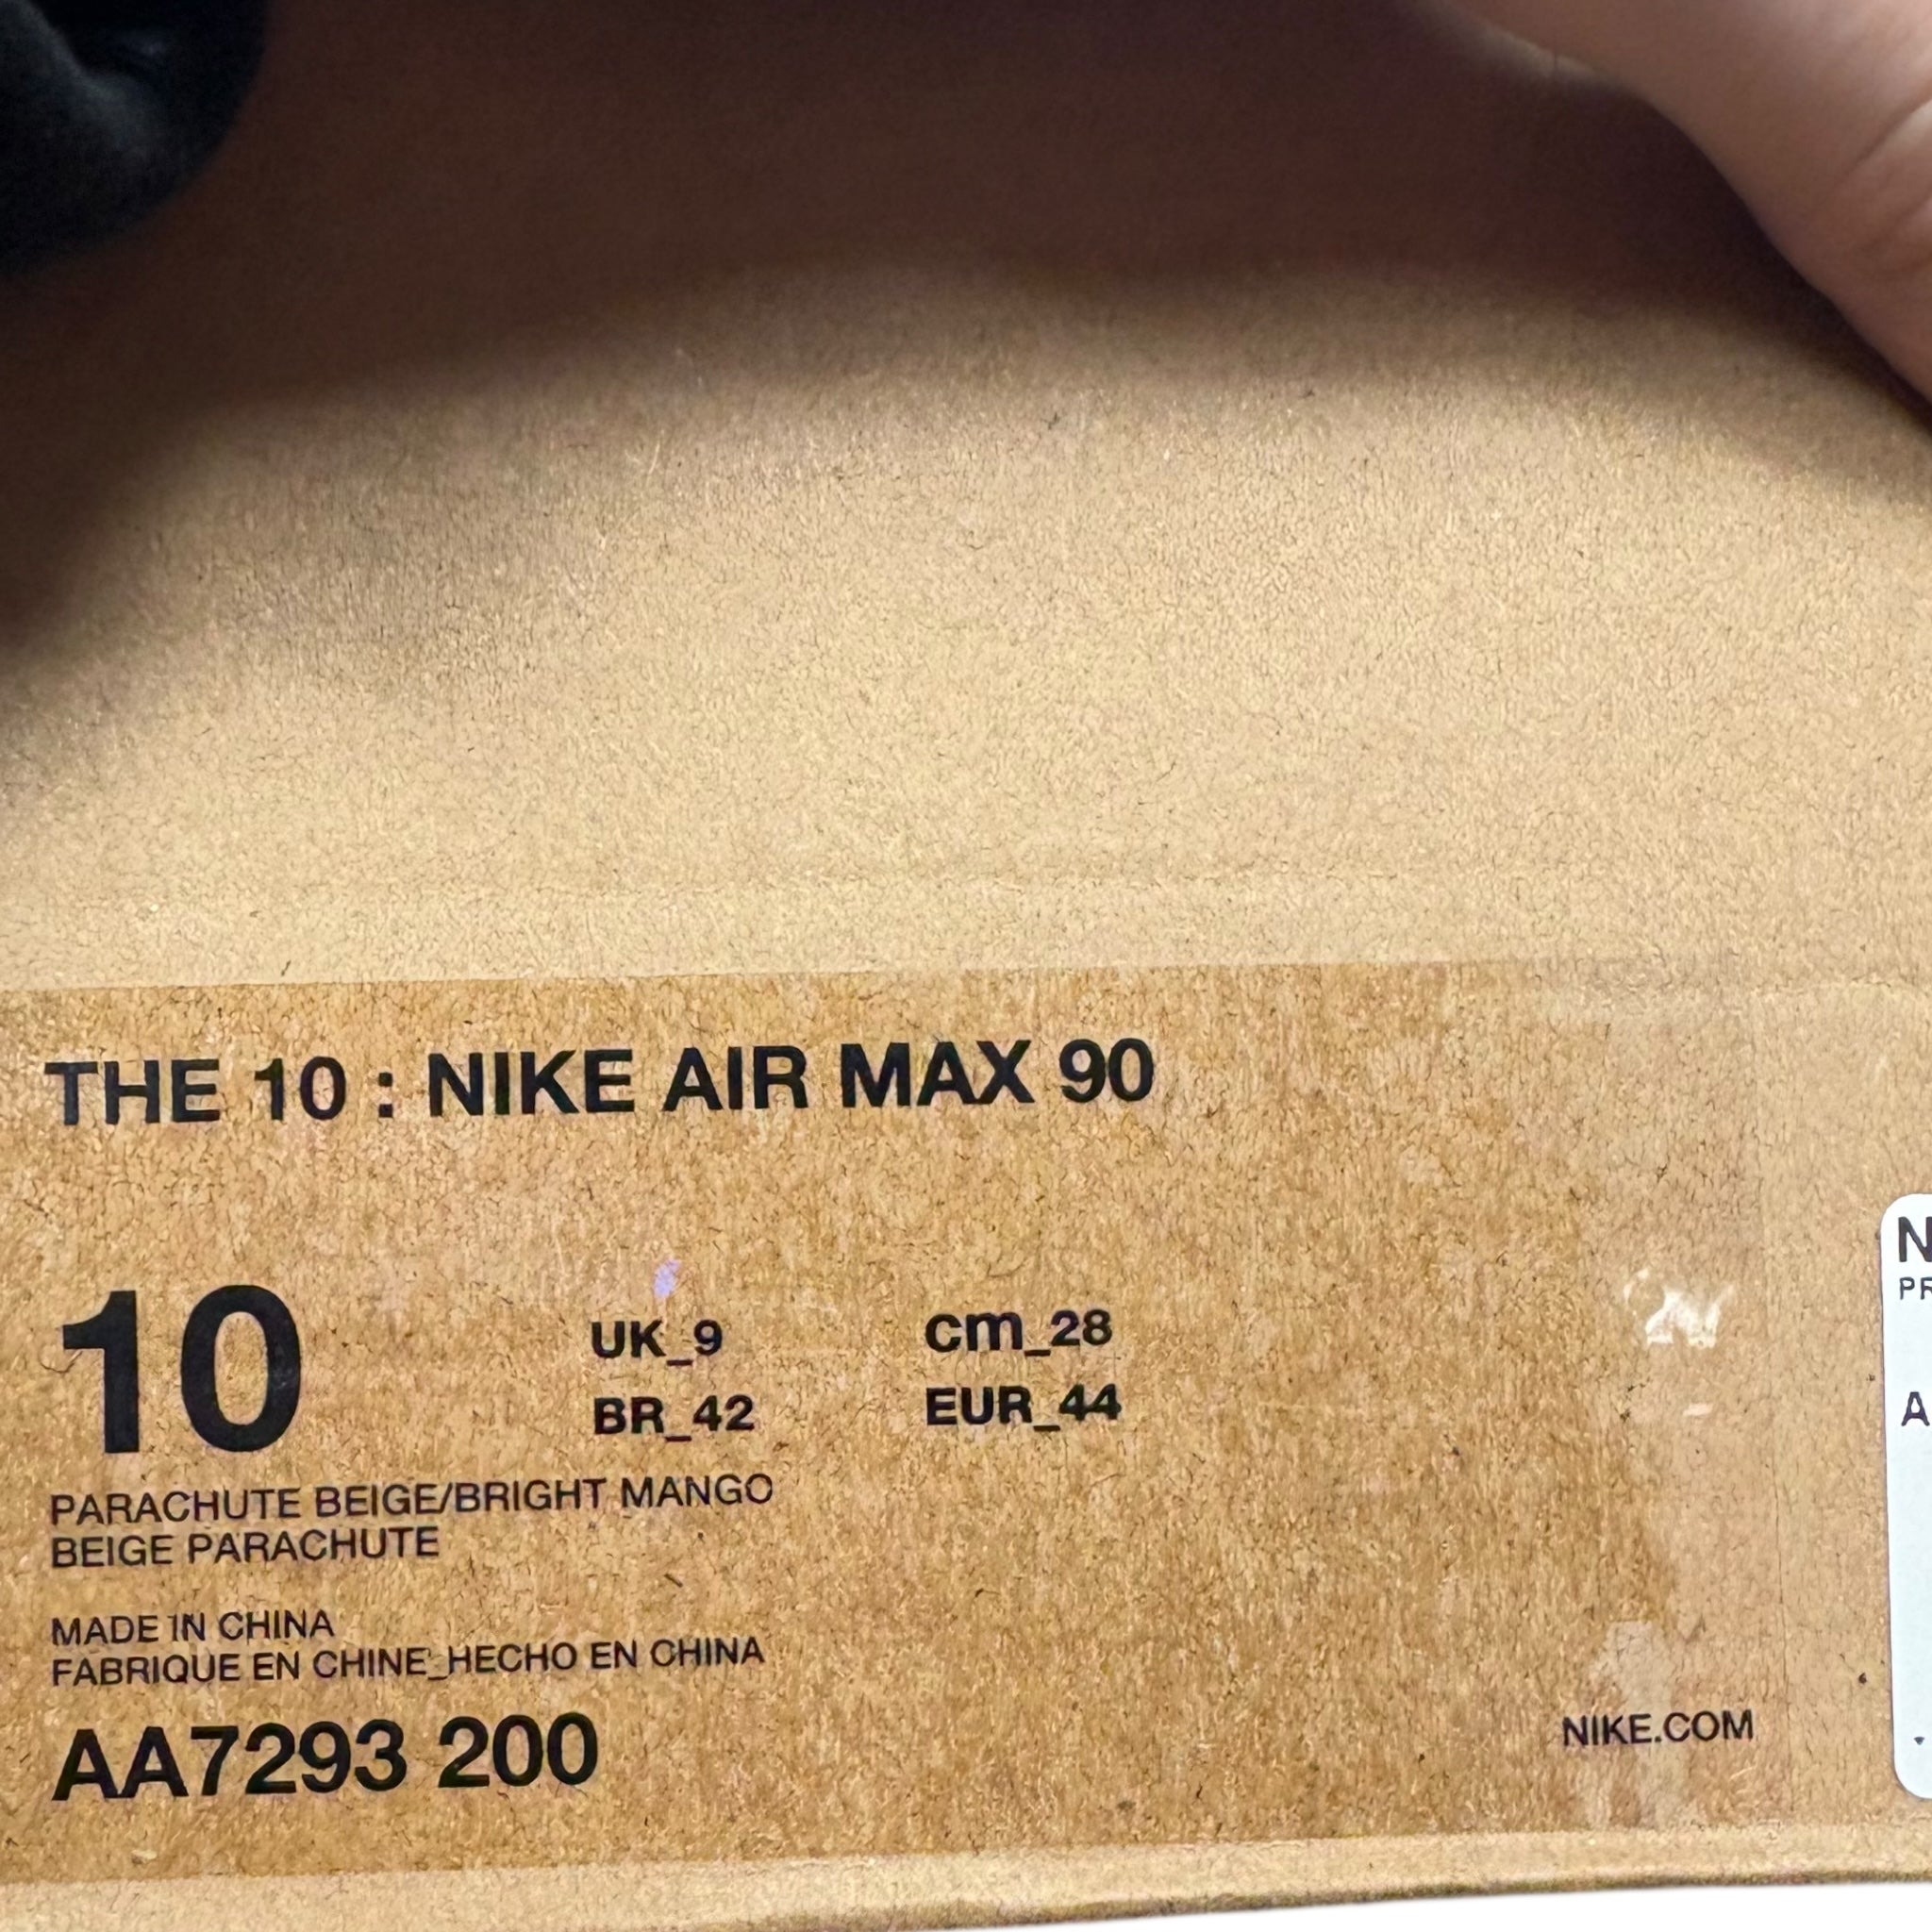 THE 10 : NIKE AIR MAX 90
10
UK_9
cm_28
BR_42
EUR_44
PARACHUTE BEIGE/BRIGHT MANGO
BEIGE PARACHUTE
MADE IN CHINA
FABRIQUE EN CHINE_HECHO EN CHINA
AA7293 200
NIKE.COM